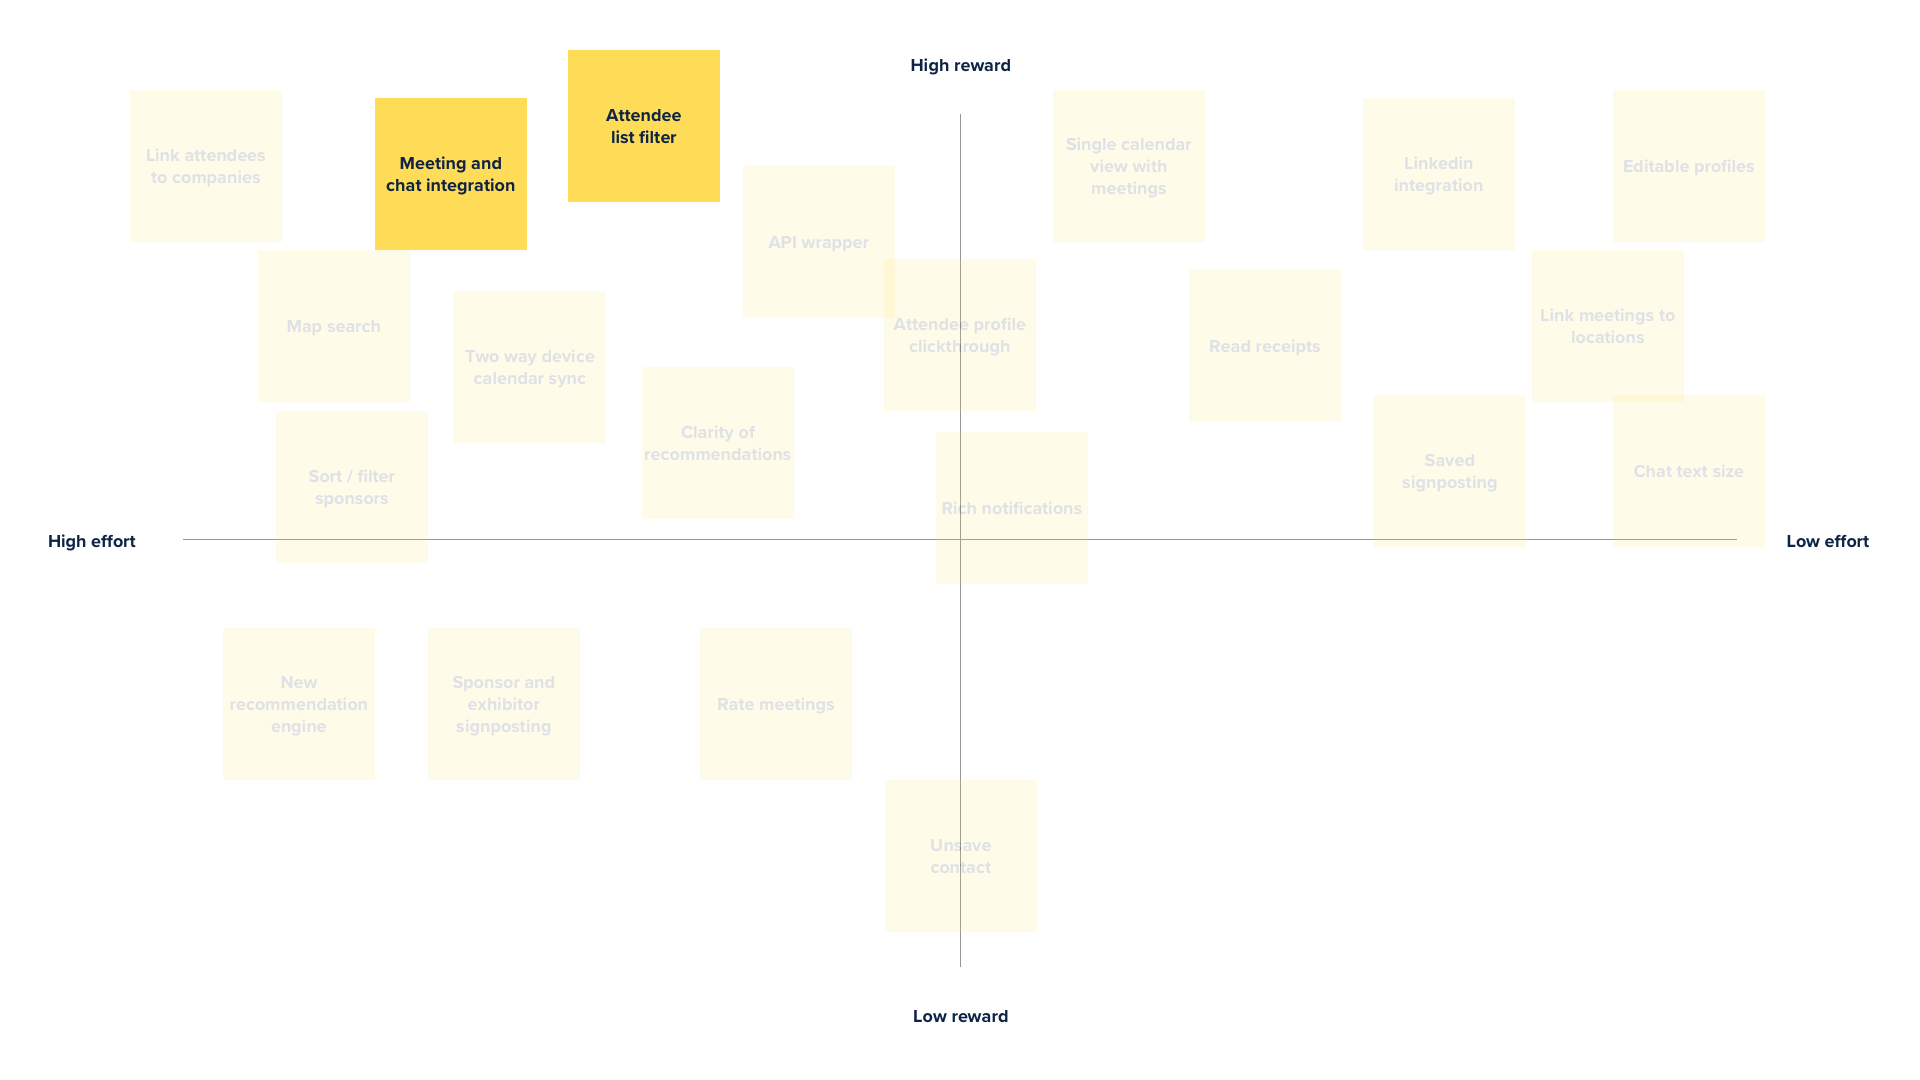 High reward
Attendee
list filter
Link attendees
to companies
Meeting and
chat integration
Single calendar
view with
meetings
Linkedin
integration
Editable profiles
API wrapper
Map search
Two way device
calendar sync
Attendee profile
clickthrough
Read receipts
Link meetings to
locations
Clarity of
recommendations
Sort / filter
sponsors
Saved
signposting
Chat text size
Rich notifications
High effort
Low effort
New
recommendation
engine
Sponsor and
exhibitor
signposting
Rate meetings
Unsave
contact
Low reward